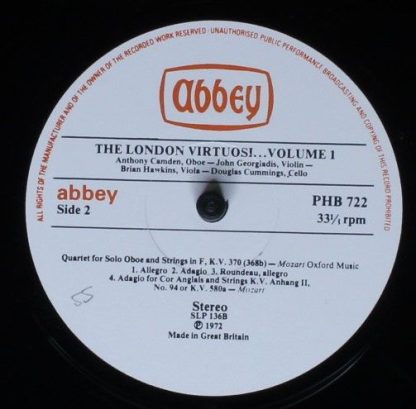 ALL RIGHTS OF THE MANUFACTURER AND OF THE OWNER OF THE RECORDED WORK RESERVED · UNAUTHORISED PUBLIC PERFORMANCE BROADCASTING AND COPYING OF THIS RECORD PROHIBITED
abbey
THE LONDON VIRTUOSI...VOLUME 1
Anthony Camden, Oboe — John Georgiadis, Violin —
Brian Hawkins, Viola — Douglas Cummings, Cello
abbey
Side 2
PHB 722
33⅓ rpm
Quartet for Solo Oboe and Strings in F, K.V. 370 (368b) — Mozart Oxford Music
1. Allegro 2. Adagio 3. Roundeau, allegro
4. Adagio for Cor Anglais and Strings K.V. Anhang II,
No. 94 or K.V. 580a — Mozart
Stereo
SLP 136B
℗ 1972
Made in Great Britain